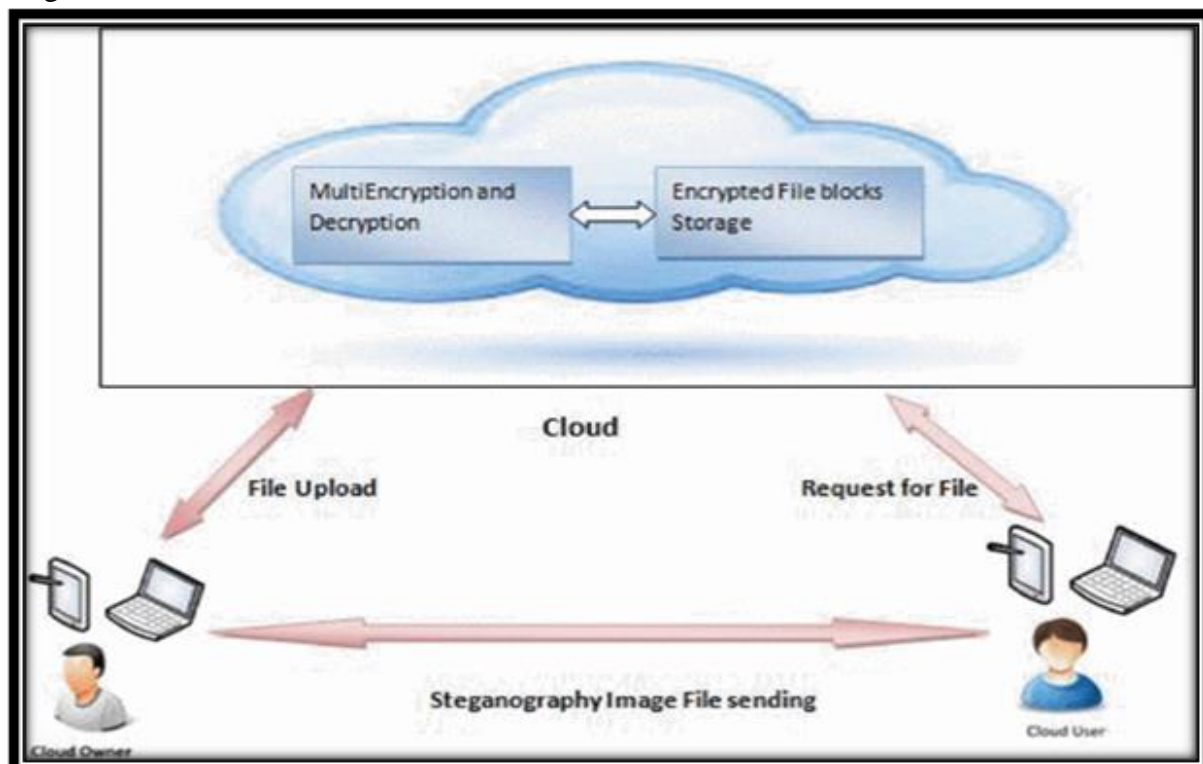 MultiEncryption and
Decryption
Encrypted File blocks
Storage
Cloud
File Upload
Request for File
Steganography Image File sending
Cloud Owner
Cloud User